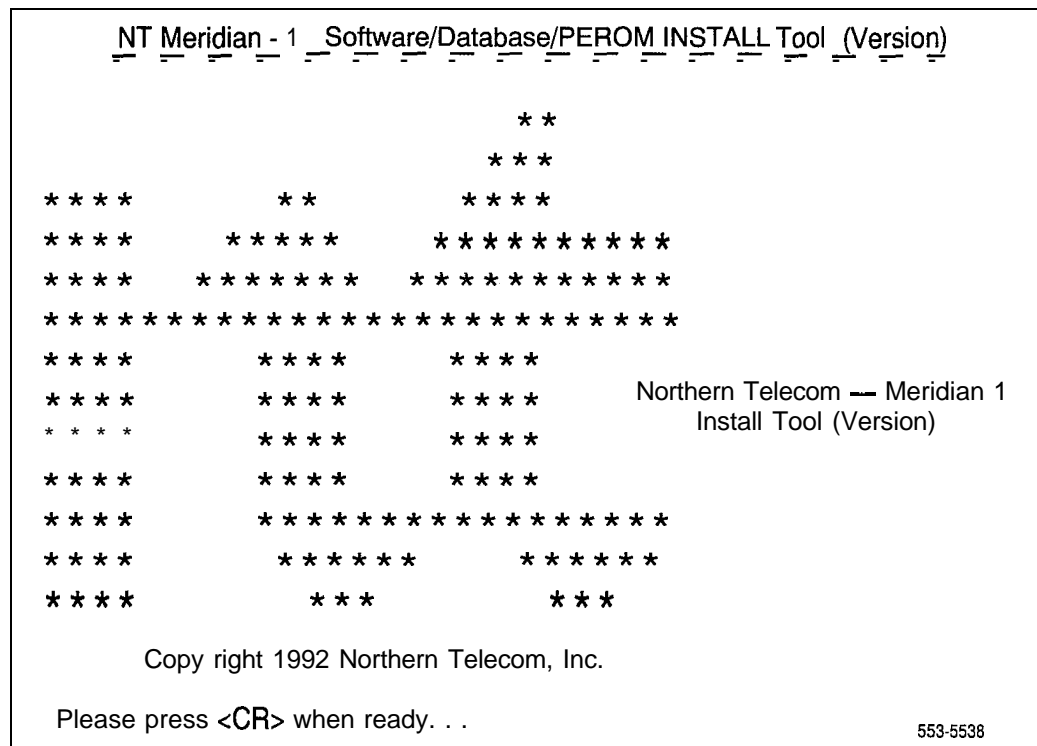 NT Meridian - 1 Software/Database/PEROM INSTALL Tool (Version)
* *
* * *
* * * * * * * * * *
* * * * * * * * * * * * * * * * * * *
* * * * * * * * * * * * * * * * * * * * * *
* * * * * * * * * * * * * * * * * * * * * * * * * *
* * * * * * * * * * * *
* * * * * * * * * * * *
* * * * * * * * * * * *
* * * * * * * * * * * *
* * * * * * * * * * * * * * * * * * * * *
* * * * * * * * * * * * * * * *
* * * * * * * * * *
Northern Telecom — Meridian 1
Install Tool (Version)
Copy right 1992 Northern Telecom, Inc.
Please press <CR> when ready. . .
553-5538